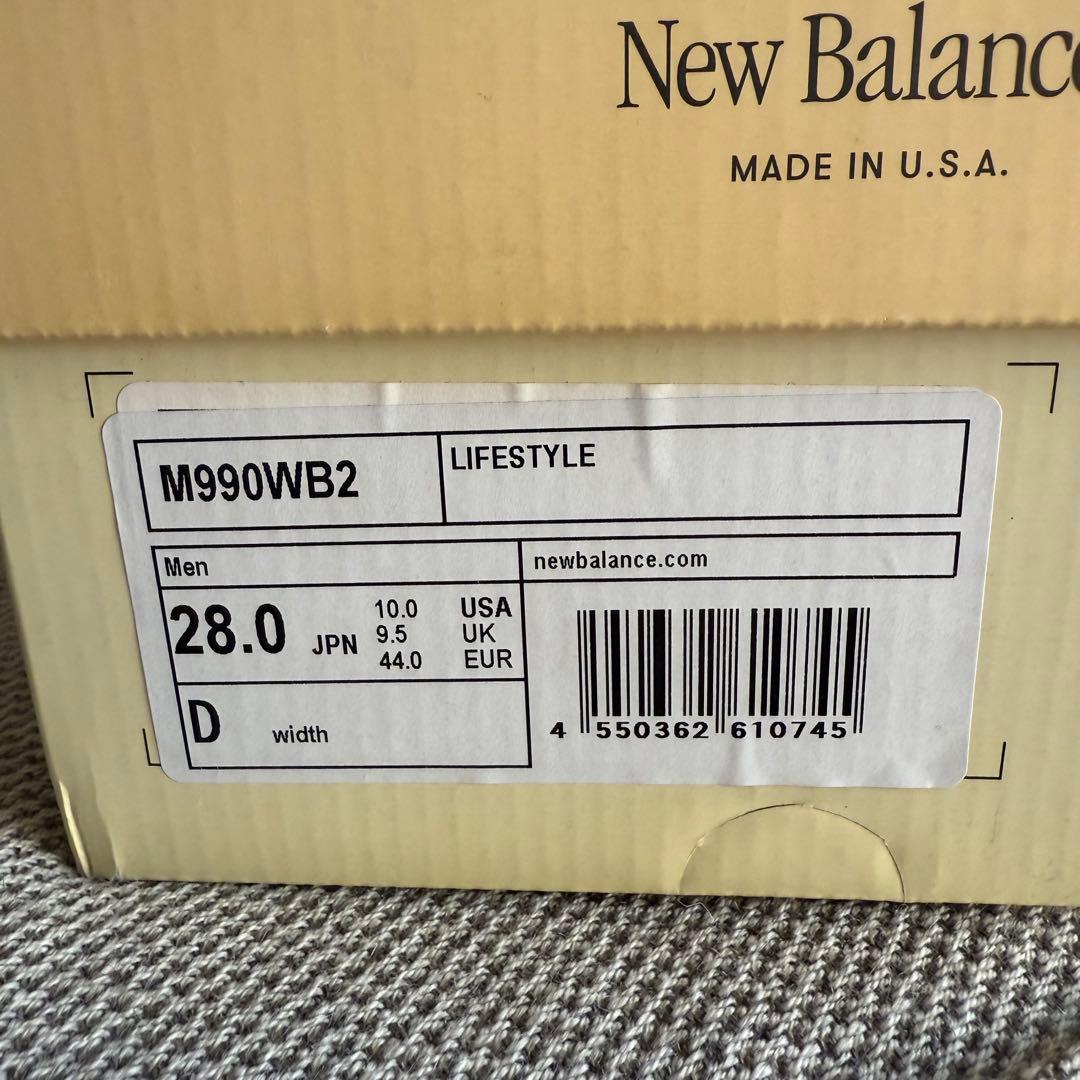 New Balance
MADE IN U.S.A.
M990WB2
LIFESTYLE
Men
newbalance.com
28.0 JPN
10.0 USA
9.5 UK
44.0 EUR
D width
4 550362 610745